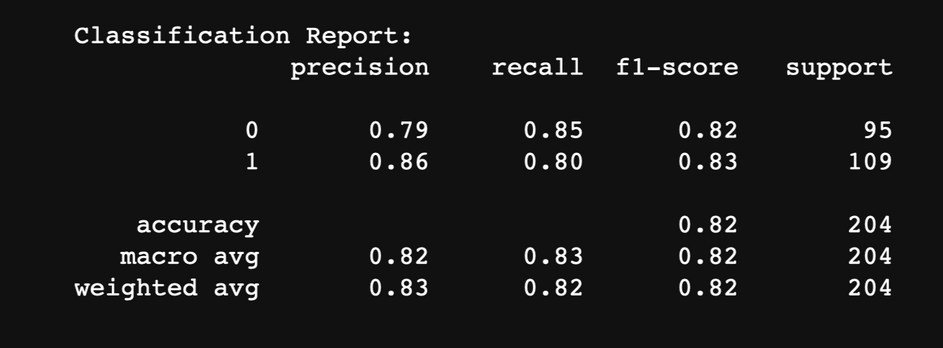 Classification Report:
precision recall f1-score support
0 0.79 0.85 0.82 95
1 0.86 0.80 0.83 109
accuracy 0.82 204
macro avg 0.82 0.83 0.82 204
weighted avg 0.83 0.82 0.82 204